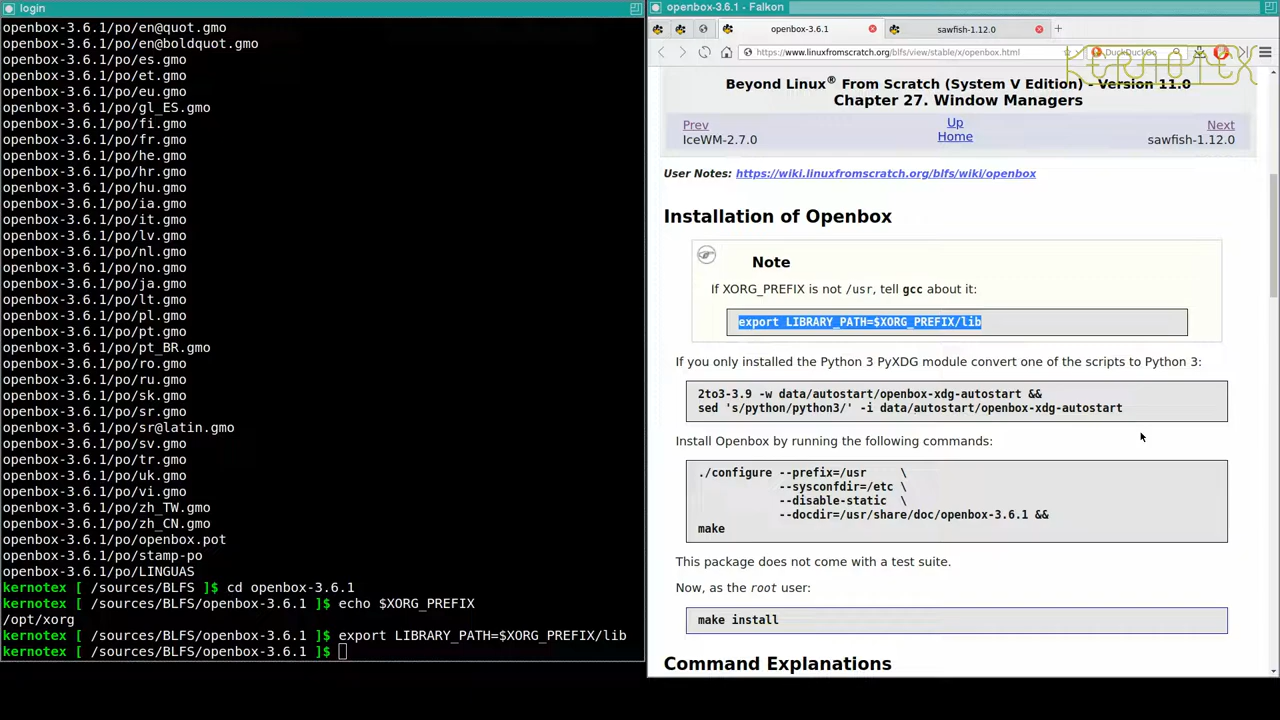 login
openbox-3.6.1/po/en@quot.gmo
openbox-3.6.1/po/en@boldquot.gmo
openbox-3.6.1/po/es.gmo
openbox-3.6.1/po/et.gmo
openbox-3.6.1/po/eu.gmo
openbox-3.6.1/po/gl_ES.gmo
openbox-3.6.1/po/fi.gmo
openbox-3.6.1/po/fr.gmo
openbox-3.6.1/po/he.gmo
openbox-3.6.1/po/hr.gmo
openbox-3.6.1/po/hu.gmo
openbox-3.6.1/po/ia.gmo
openbox-3.6.1/po/it.gmo
openbox-3.6.1/po/lv.gmo
openbox-3.6.1/po/nl.gmo
openbox-3.6.1/po/no.gmo
openbox-3.6.1/po/ja.gmo
openbox-3.6.1/po/lt.gmo
openbox-3.6.1/po/pl.gmo
openbox-3.6.1/po/pt.gmo
openbox-3.6.1/po/pt_BR.gmo
openbox-3.6.1/po/ro.gmo
openbox-3.6.1/po/ru.gmo
openbox-3.6.1/po/sk.gmo
openbox-3.6.1/po/sr.gmo
openbox-3.6.1/po/sr@latin.gmo
openbox-3.6.1/po/sv.gmo
openbox-3.6.1/po/tr.gmo
openbox-3.6.1/po/uk.gmo
openbox-3.6.1/po/vi.gmo
openbox-3.6.1/po/zh_TW.gmo
openbox-3.6.1/po/zh_CN.gmo
openbox-3.6.1/po/openbox.pot
openbox-3.6.1/po/stamp-po
openbox-3.6.1/po/LINGUAS
kernotex [ /sources/BLFS ]$ cd openbox-3.6.1
kernotex [ /sources/BLFS/openbox-3.6.1 ]$ echo $XORG_PREFIX
/opt/xorg
kernotex [ /sources/BLFS/openbox-3.6.1 ]$ export LIBRARY_PATH=$XORG_PREFIX/lib
kernotex [ /sources/BLFS/openbox-3.6.1 ]$
openbox-3.6.1 - Falkon
openbox-3.6.1
sawfish-1.12.0
https://www.linuxfromscratch.org/blfs/view/stable/x/openbox.html
DuckDuckGo
KERNOTEX
Beyond Linux® From Scratch (System V Edition) - Version 11.0
Chapter 27. Window Managers
Prev
IceWM-2.7.0
Up
Home
Next
sawfish-1.12.0
User Notes: https://wiki.linuxfromscratch.org/blfs/wiki/openbox
Installation of Openbox
Note
If XORG_PREFIX is not /usr, tell gcc about it:
export LIBRARY_PATH=$XORG_PREFIX/lib
If you only installed the Python 3 PyXDG module convert one of the scripts to Python 3:
2to3-3.9 -w data/autostart/openbox-xdg-autostart &&
sed 's/python/python3/' -i data/autostart/openbox-xdg-autostart
Install Openbox by running the following commands:
./configure --prefix=/usr \
--sysconfdir=/etc \
--disable-static \
--docdir=/usr/share/doc/openbox-3.6.1 &&
make
This package does not come with a test suite.
Now, as the root user:
make install
Command Explanations